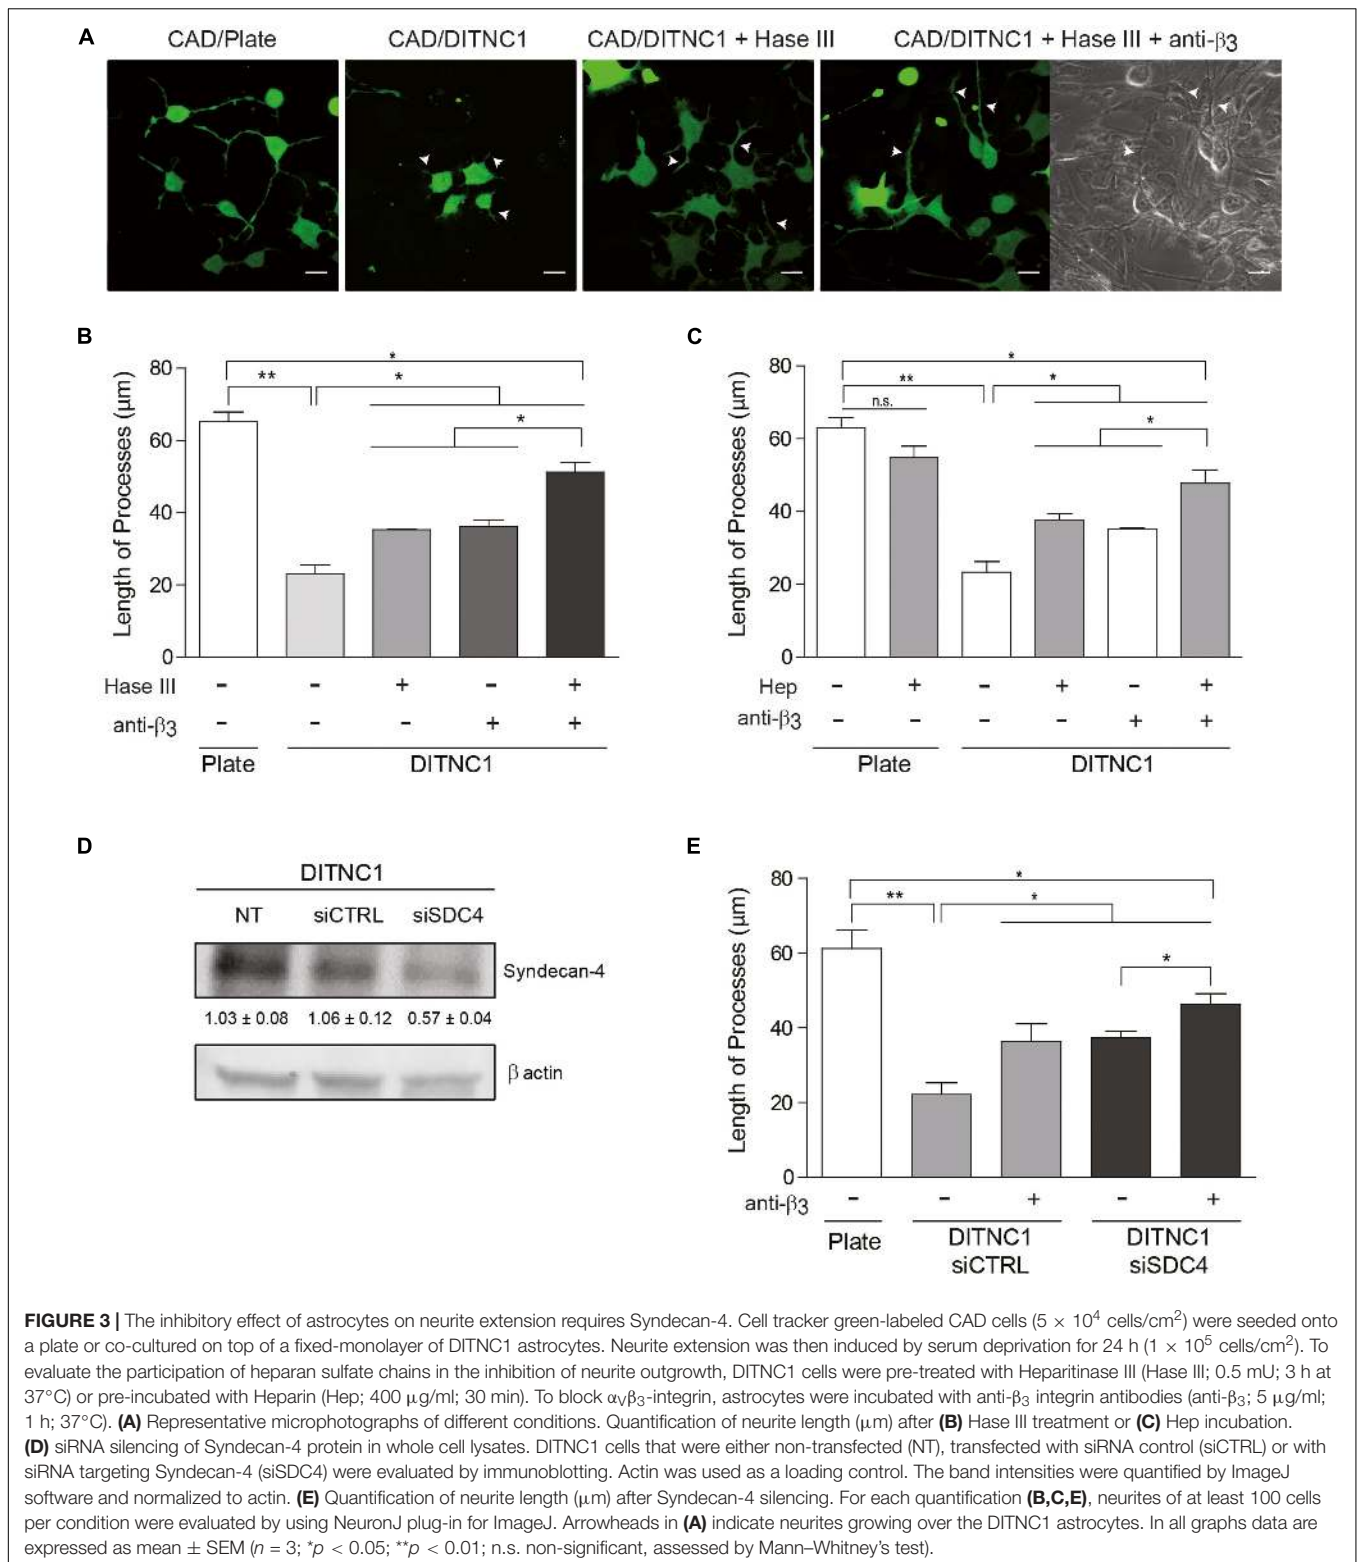 A
CAD/Plate CAD/DITNC1 CAD/DITNC1 + Hase III CAD/DITNC1 + Hase III + anti-β3
B
Length of Processes (μm)
80
60
40
20
0
*
** *
*
Hase III - - + - +
anti-β3 - - - + +
Plate DITNC1
C
Length of Processes (μm)
80
60
40
20
0
*
** *
n.s.
*
Hep - + - + - +
anti-β3 - - - - + +
Plate DITNC1
D
DITNC1
NT siCTRL siSDC4
Syndecan-4
1.03 ± 0.08 1.06 ± 0.12 0.57 ± 0.04
β actin
E
Length of Processes (μm)
80
60
40
20
0
*
** *
*
anti-β3 - - + - +
Plate DITNC1 DITNC1
siCTRL siSDC4
FIGURE 3 | The inhibitory effect of astrocytes on neurite extension requires Syndecan-4. Cell tracker green-labeled CAD cells (5 × 10⁴ cells/cm²) were seeded onto
a plate or co-cultured on top of a fixed-monolayer of DITNC1 astrocytes. Neurite extension was then induced by serum deprivation for 24 h (1 × 10⁵ cells/cm²). To
evaluate the participation of heparan sulfate chains in the inhibition of neurite outgrowth, DITNC1 cells were pre-treated with Heparitinase III (Hase III; 0.5 mU; 3 h at
37°C) or pre-incubated with Heparin (Hep; 400 μg/ml; 30 min). To block αVβ3-integrin, astrocytes were incubated with anti-β3 integrin antibodies (anti-β3; 5 μg/ml;
1 h; 37°C). (A) Representative microphotographs of different conditions. Quantification of neurite length (μm) after (B) Hase III treatment or (C) Hep incubation.
(D) siRNA silencing of Syndecan-4 protein in whole cell lysates. DITNC1 cells that were either non-transfected (NT), transfected with siRNA control (siCTRL) or with
siRNA targeting Syndecan-4 (siSDC4) were evaluated by immunoblotting. Actin was used as a loading control. The band intensities were quantified by ImageJ
software and normalized to actin. (E) Quantification of neurite length (μm) after Syndecan-4 silencing. For each quantification (B,C,E), neurites of at least 100 cells
per condition were evaluated by using NeuronJ plug-in for ImageJ. Arrowheads in (A) indicate neurites growing over the DITNC1 astrocytes. In all graphs data are
expressed as mean ± SEM (n = 3; *p < 0.05; **p < 0.01; n.s. non-significant, assessed by Mann–Whitney's test).